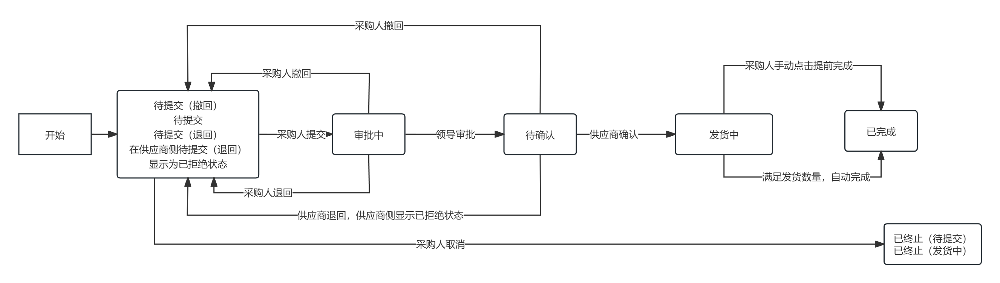 采购人撤回
采购人撤回
采购人手动点击提前完成
开始
待提交（撤回）
待提交
待提交（退回）
在供应商侧待提交（退回）
显示为已拒绝状态
采购人提交
审批中
领导审批
待确认
供应商确认
发货中
已完成
满足发货数量，自动完成
采购人退回
供应商退回，供应商侧显示已拒绝状态
采购人取消
已终止（待提交）
已终止（发货中）